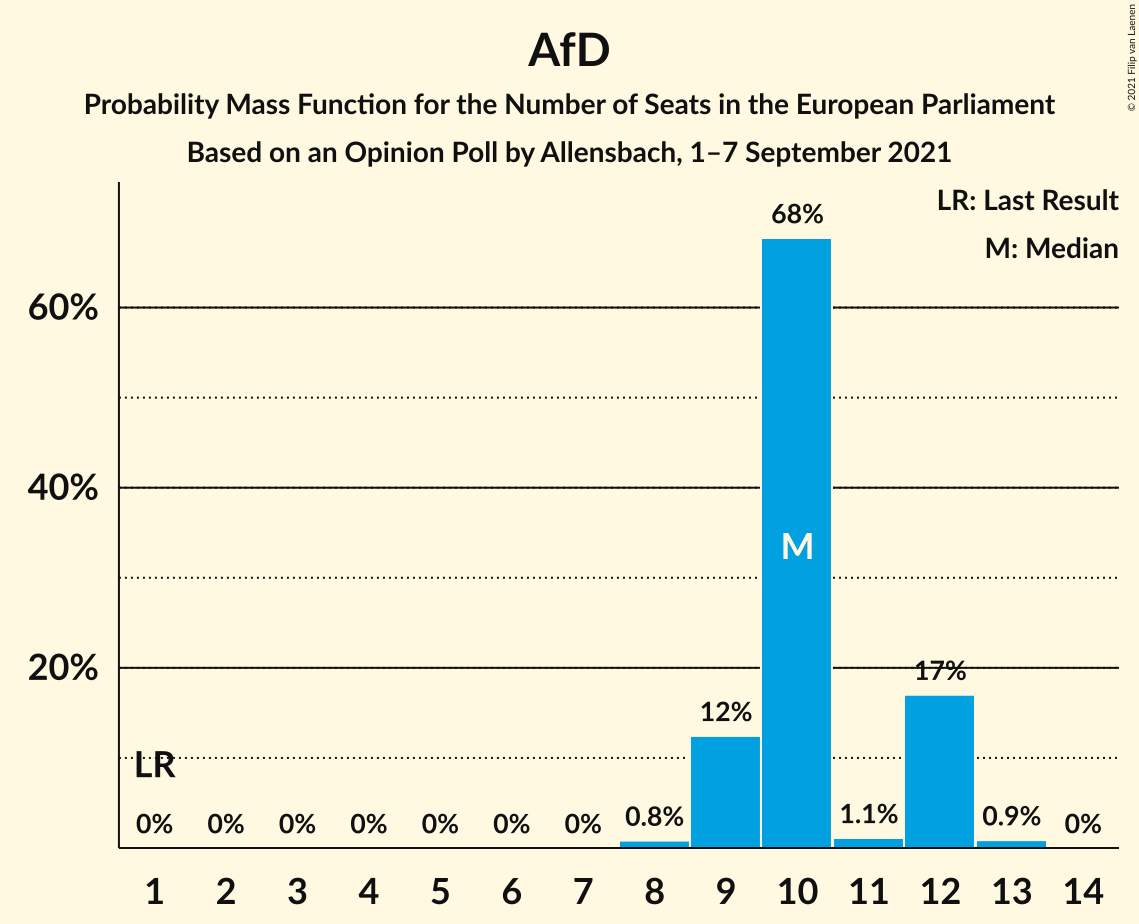 AfD
Probability Mass Function for the Number of Seats in the European Parliament
Based on an Opinion Poll by Allensbach, 1–7 September 2021
© 2021 Filip van Laenen
LR: Last Result
M: Median
60%
40%
20%
68%
M
17%
12%
LR
0% 0% 0% 0% 0% 0% 0% 0.8% 1.1% 0.9% 0%
1 2 3 4 5 6 7 8 9 10 11 12 13 14